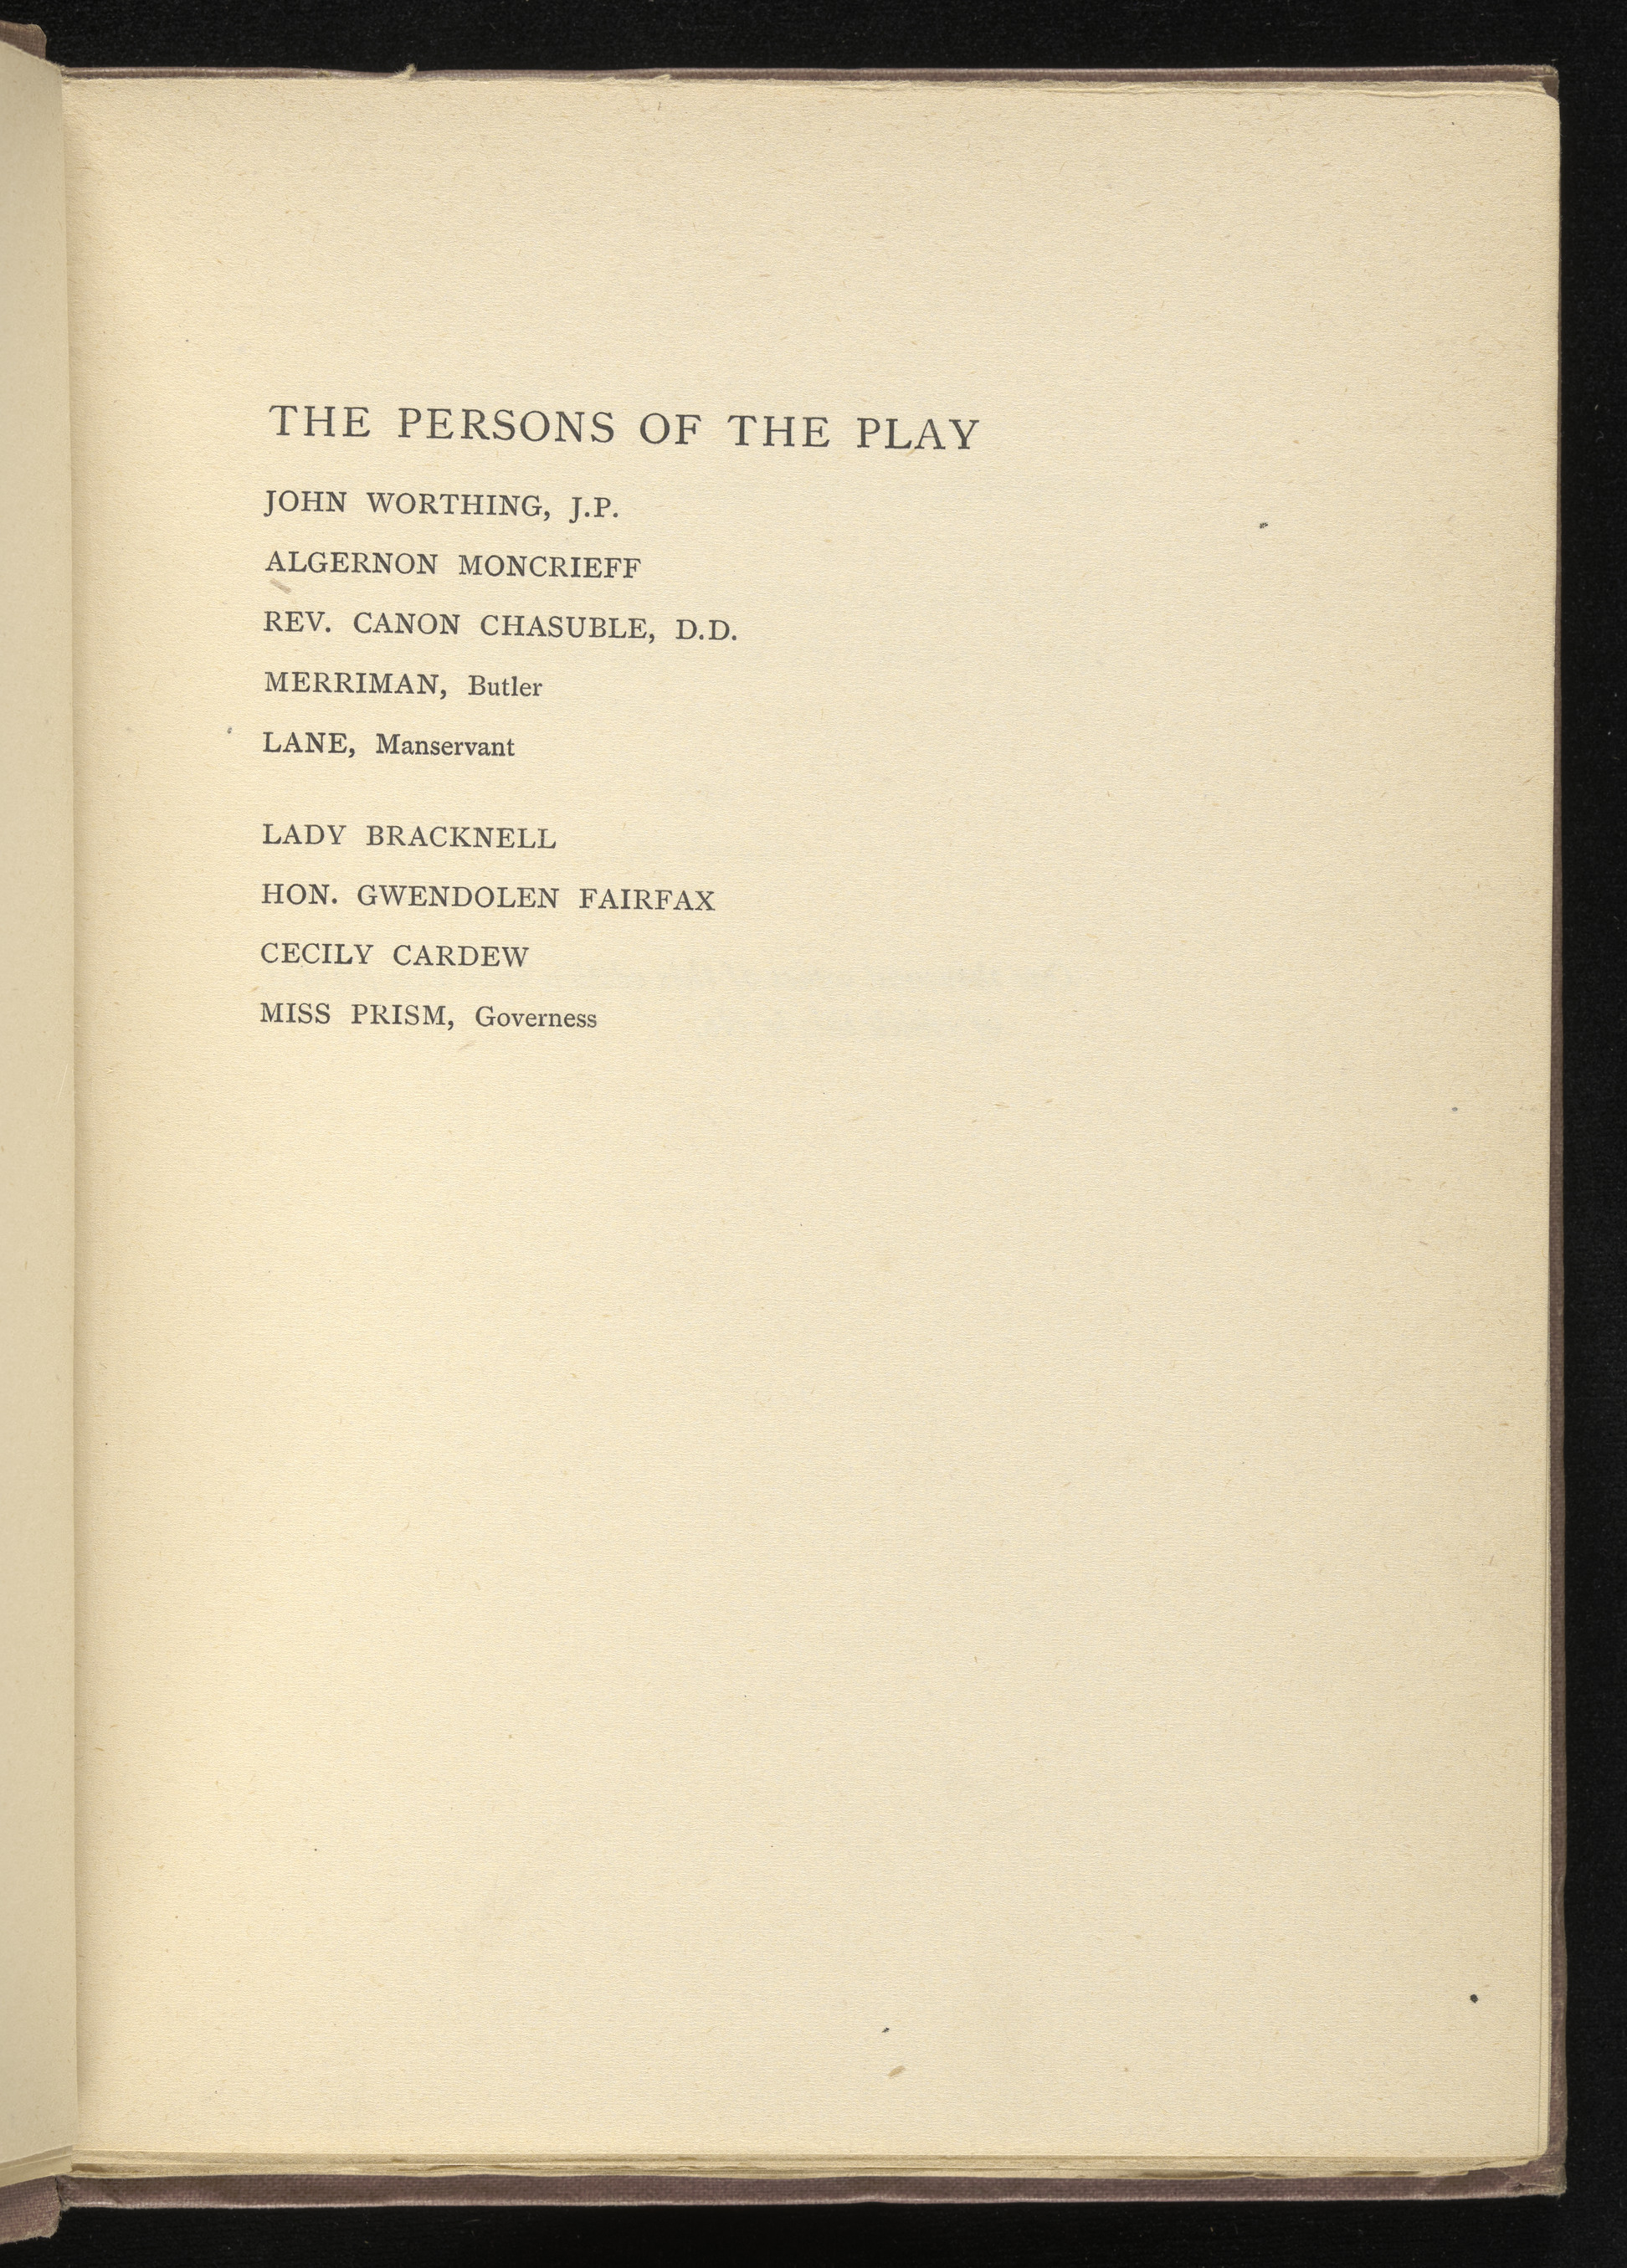 THE PERSONS OF THE PLAY
JOHN WORTHING, J.P.
ALGERNON MONCRIEFF
REV. CANON CHASUBLE, D.D.
MERRIMAN, Butler
LANE, Manservant
LADY BRACKNELL
HON. GWENDOLEN FAIRFAX
CECILY CARDEW
MISS PRISM, Governess